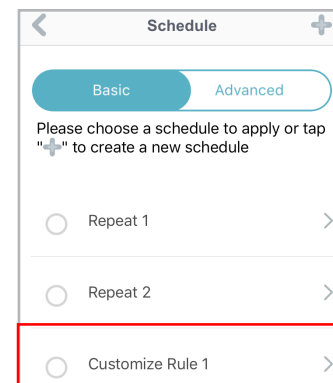 Schedule
Basic Advanced
Please choose a schedule to apply or tap
"+" to create a new schedule
Repeat 1
Repeat 2
Customize Rule 1